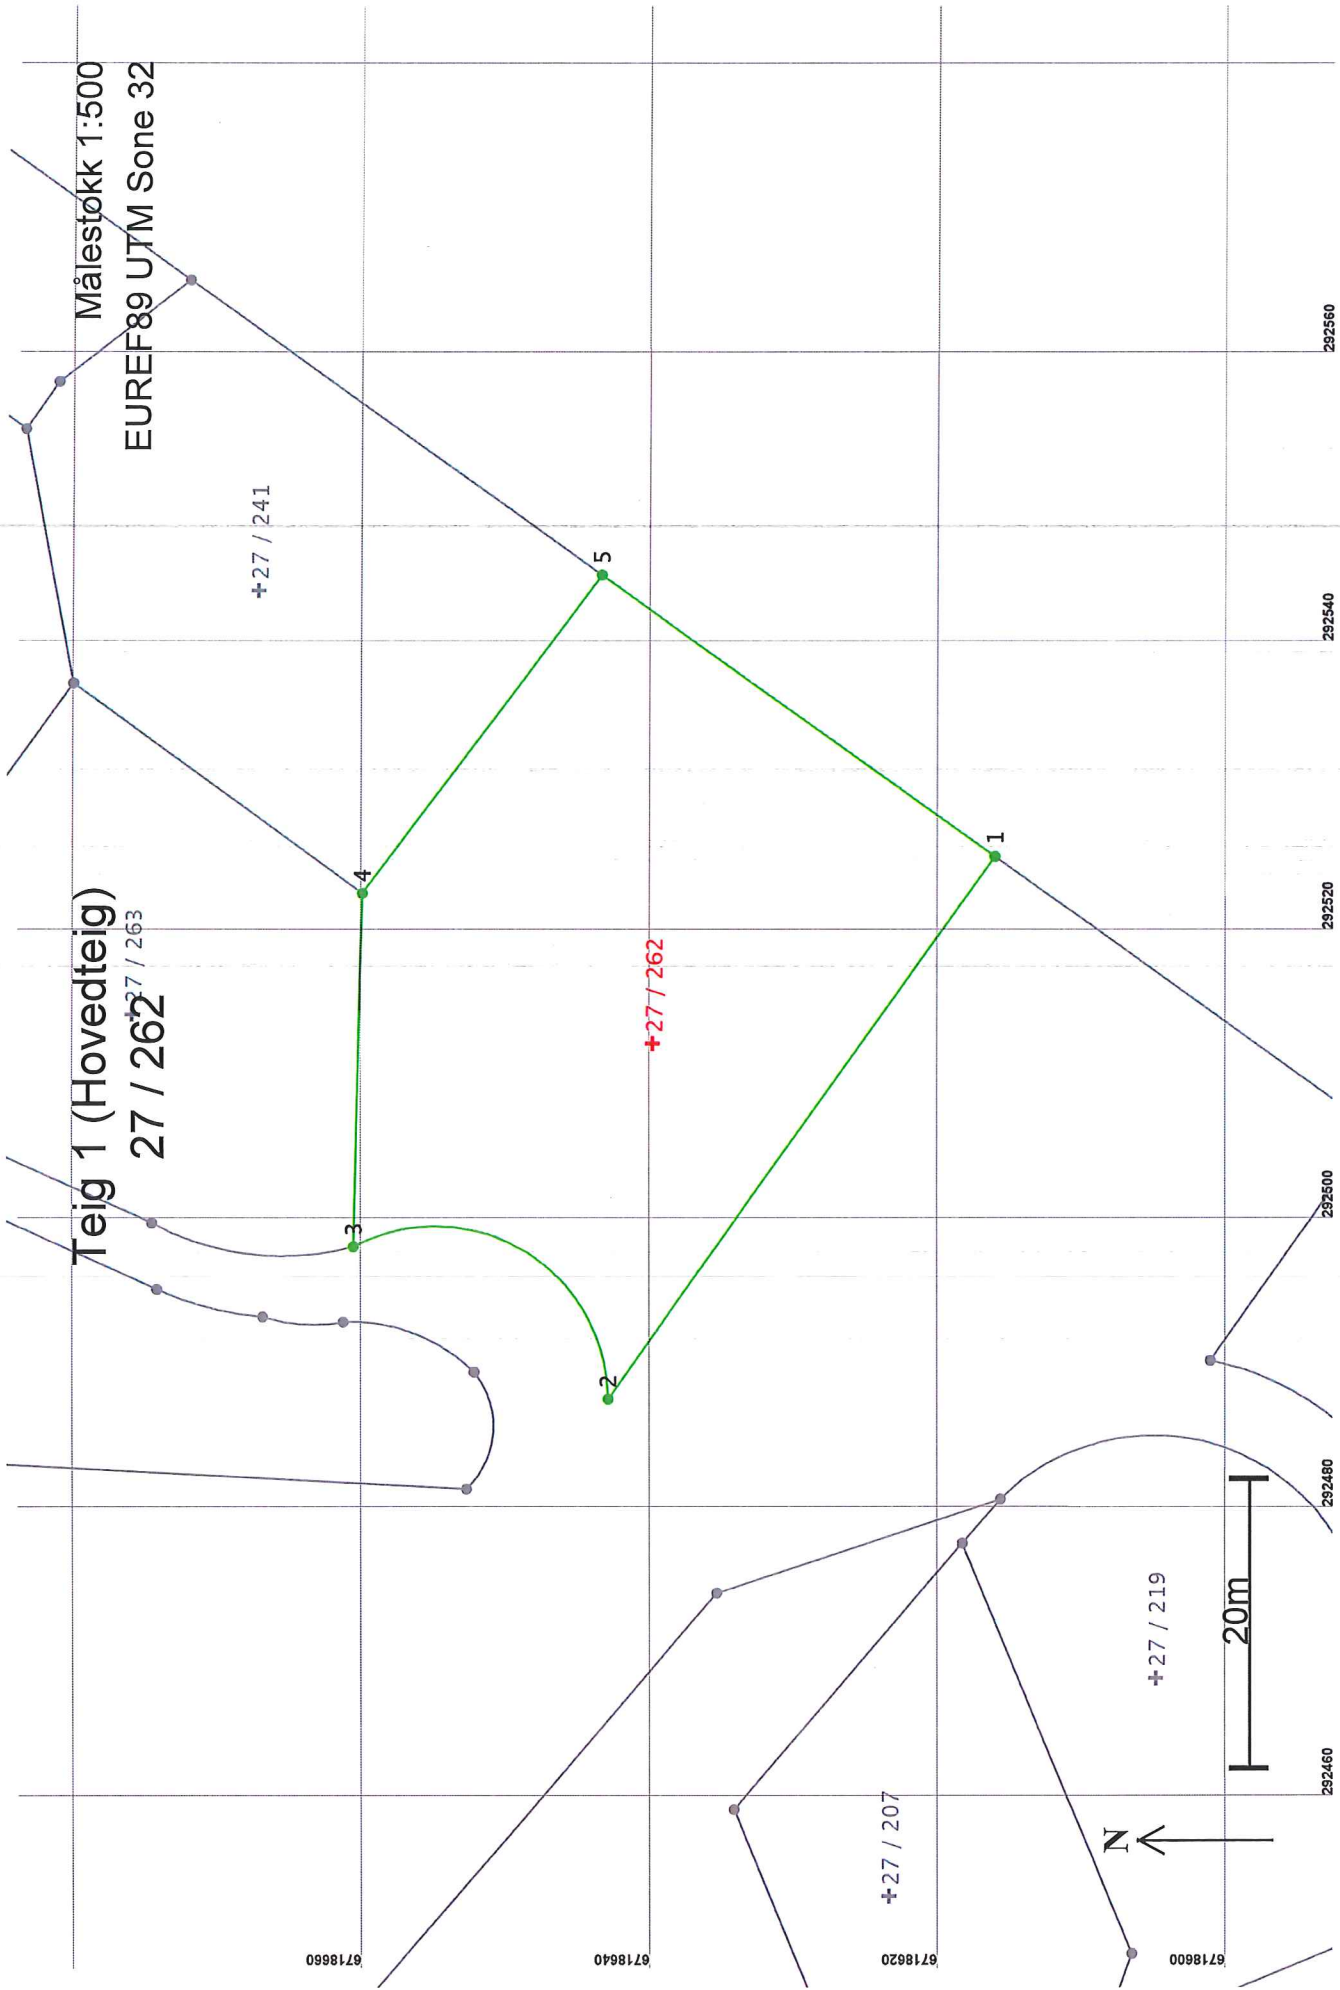 Teig 1 (Hovedteig)
27 / 262
Målestokk 1:500
EUREF89 UTM Sone 32
+27 / 263
+27 / 241
+27 / 262
+27 / 207
+27 / 219
1
2
3
4
5
20m
N
6718660
6718640
6718620
6718600
292460
292480
292500
292520
292540
292560